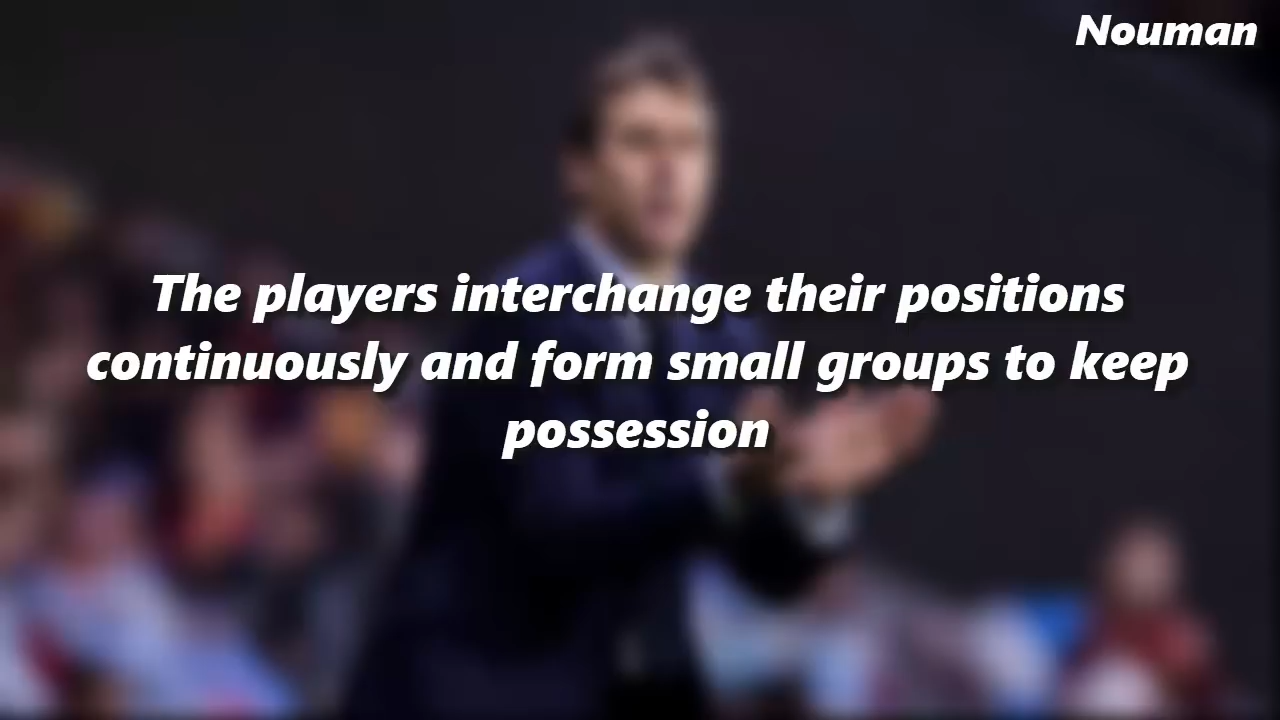 Nouman
The players interchange their positions
continuously and form small groups to keep
possession